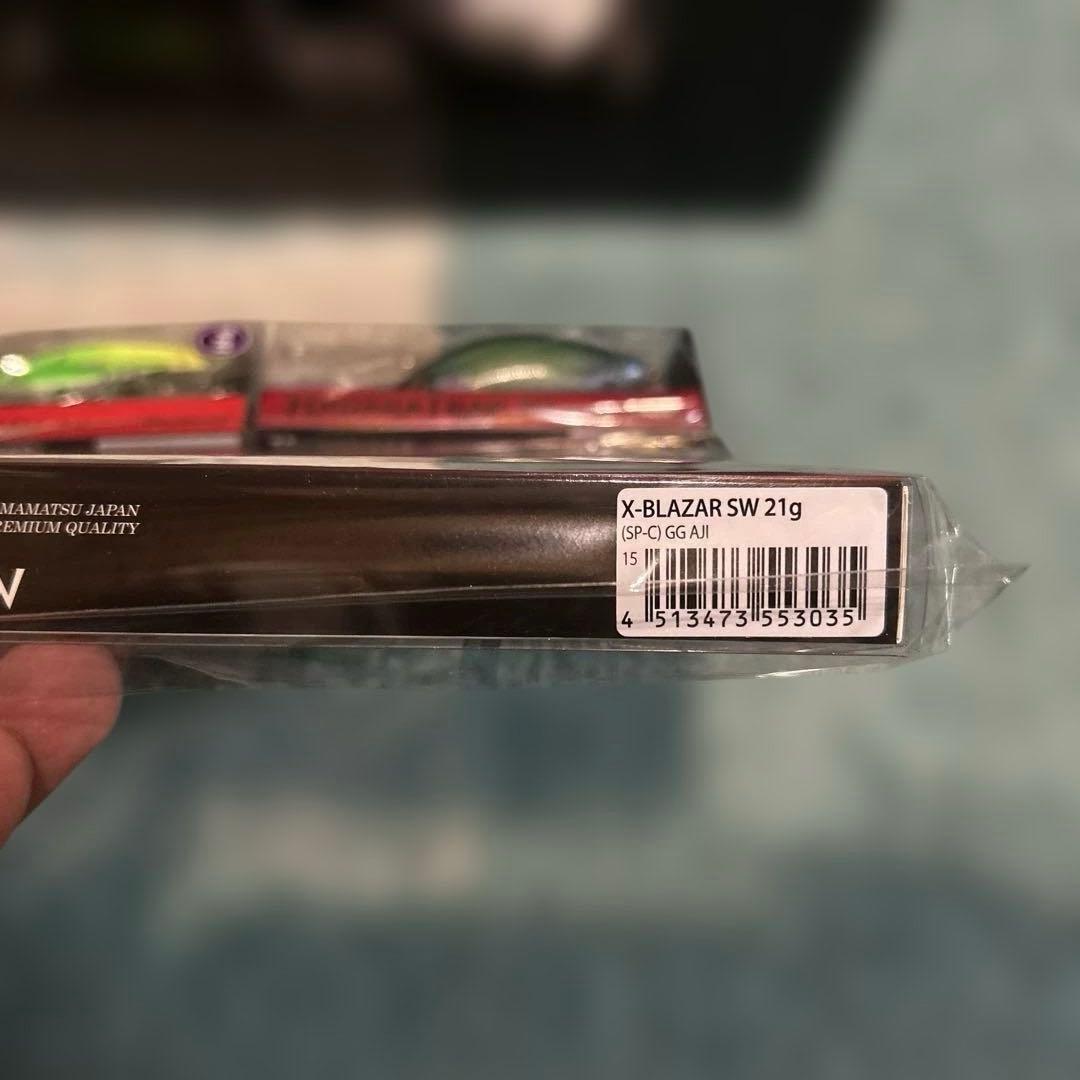 MAMATSU JAPAN
REMIUM QUALITY
W
X-BLAZAR SW 21g
(SP-C) GG AJI
15
4 513473 553035